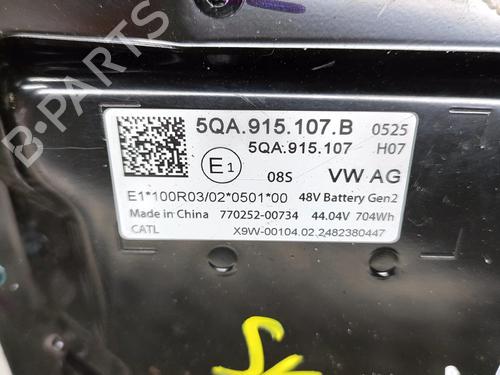 5QA.915.107.B 0525
5QA.915.107 H07
E1 08S VW AG
E1*100R03/02*0501*00 48V Battery Gen2
Made in China 770252-00734 44.04V 704Wh
CATL X9W-00104.02.2482380447
B-PARTS